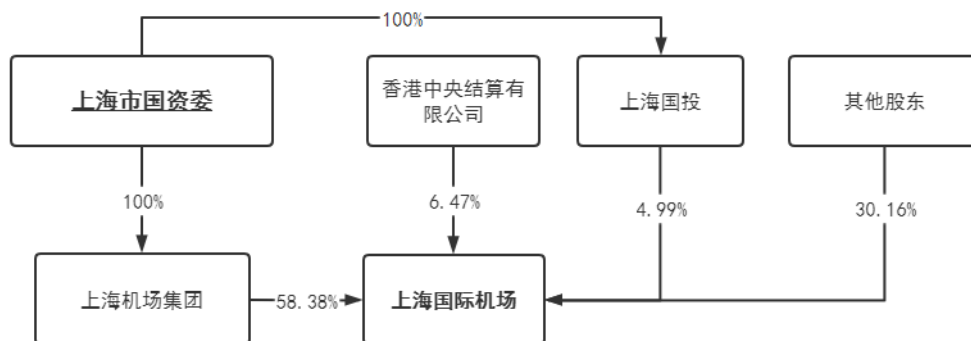 100%
上海市国资委
香港中央结算有
限公司
上海国投
其他股东
100%
6.47%
4.99%
30.16%
上海机场集团
58.38%
上海国际机场